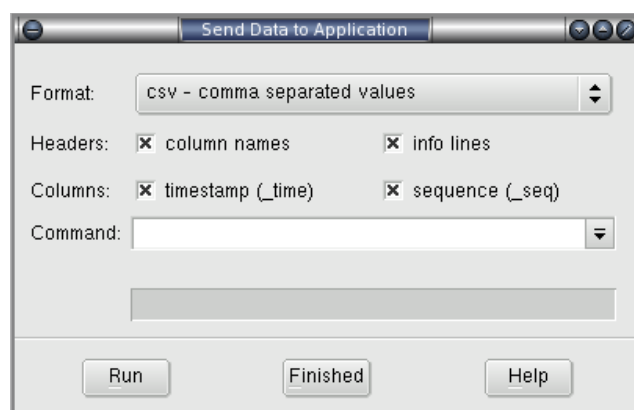 Send Data to Application
Format: csv - comma separated values
Headers: column names info lines
Columns: timestamp (_time) sequence (_seq)
Command:
Run Finished Help